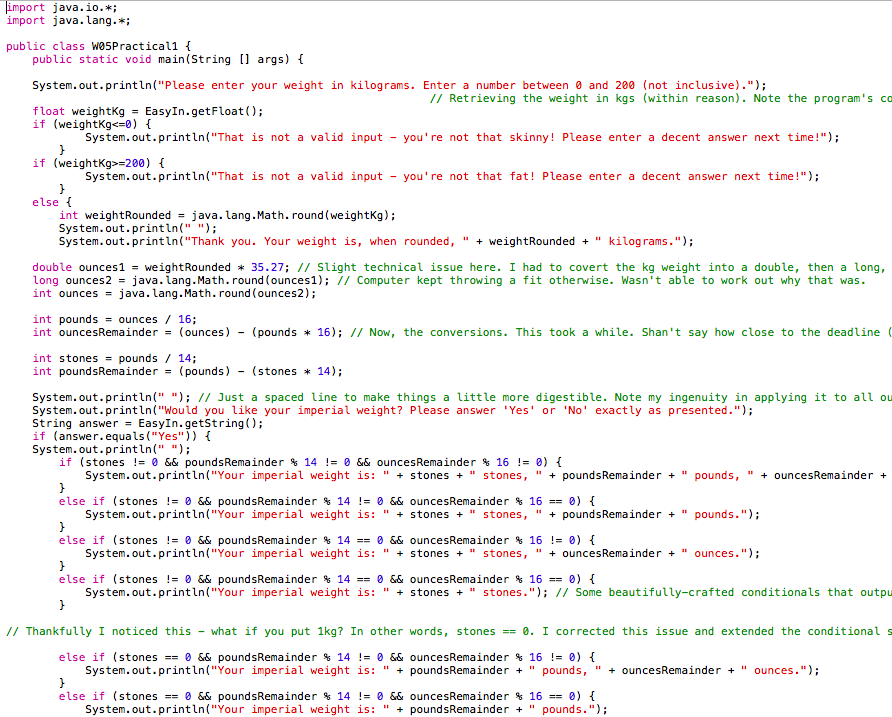 import java.io.*;
import java.lang.*;
public class W05Practical1 {
public static void main(String [] args) {
System.out.println("Please enter your weight in kilograms. Enter a number between 0 and 200 (not inclusive).");
// Retrieving the weight in kgs (within reason). Note the program's co
float weightKg = EasyIn.getFloat();
if (weightKg<=0) {
System.out.println("That is not a valid input – you're not that skinny! Please enter a decent answer next time!");
}
if (weightKg>=200) {
System.out.println("That is not a valid input – you're not that fat! Please enter a decent answer next time!");
}
else {
int weightRounded = java.lang.Math.round(weightKg);
System.out.println(" ");
System.out.println("Thank you. Your weight is, when rounded, " + weightRounded + " kilograms.");
double ounces1 = weightRounded * 35.27; // Slight technical issue here. I had to covert the kg weight into a double, then a long,
long ounces2 = java.lang.Math.round(ounces1); // Computer kept throwing a fit otherwise. Wasn't able to work out why that was.
int ounces = java.lang.Math.round(ounces2);
int pounds = ounces / 16;
int ouncesRemainder = (ounces) – (pounds * 16); // Now, the conversions. This took a while. Shan't say how close to the deadline (
int stones = pounds / 14;
int poundsRemainder = (pounds) – (stones * 14);
System.out.println(" "); // Just a spaced line to make things a little more digestible. Note my ingenuity in applying it to all ou
System.out.println("Would you like your imperial weight? Please answer 'Yes' or 'No' exactly as presented.");
String answer = EasyIn.getString();
if (answer.equals("Yes")) {
System.out.println(" ");
if (stones != 0 && poundsRemainder % 14 != 0 && ouncesRemainder % 16 != 0) {
System.out.println("Your imperial weight is: " + stones + " stones, " + poundsRemainder + " pounds, " + ouncesRemainder +
}
else if (stones != 0 && poundsRemainder % 14 != 0 && ouncesRemainder % 16 == 0) {
System.out.println("Your imperial weight is: " + stones + " stones, " + poundsRemainder + " pounds.");
}
else if (stones != 0 && poundsRemainder % 14 == 0 && ouncesRemainder % 16 != 0) {
System.out.println("Your imperial weight is: " + stones + " stones, " + ouncesRemainder + " ounces.");
}
else if (stones != 0 && poundsRemainder % 14 == 0 && ouncesRemainder % 16 == 0) {
System.out.println("Your imperial weight is: " + stones + " stones."); // Some beautifully-crafted conditionals that outpu
}
// Thankfully I noticed this – what if you put 1kg? In other words, stones == 0. I corrected this issue and extended the conditional s
else if (stones == 0 && poundsRemainder % 14 != 0 && ouncesRemainder % 16 != 0) {
System.out.println("Your imperial weight is: " + poundsRemainder + " pounds, " + ouncesRemainder + " ounces.");
}
else if (stones == 0 && poundsRemainder % 14 != 0 && ouncesRemainder % 16 == 0) {
System.out.println("Your imperial weight is: " + poundsRemainder + " pounds.");